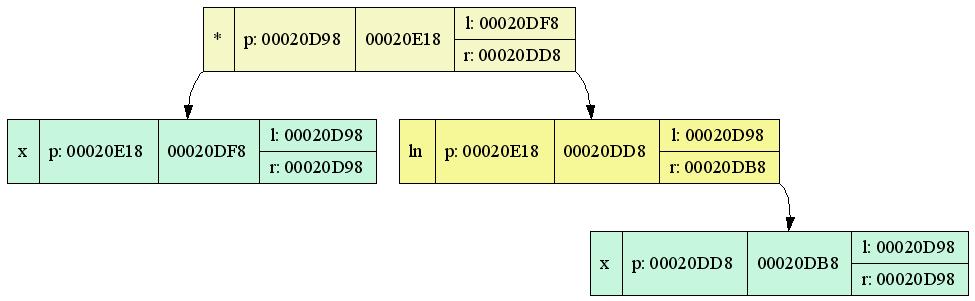 * p: 00020D98 00020E18 l: 00020DF8
r: 00020DD8
x p: 00020E18 00020DF8 l: 00020D98
r: 00020D98
ln p: 00020E18 00020DD8 l: 00020D98
r: 00020DB8
x p: 00020DD8 00020DB8 l: 00020D98
r: 00020D98